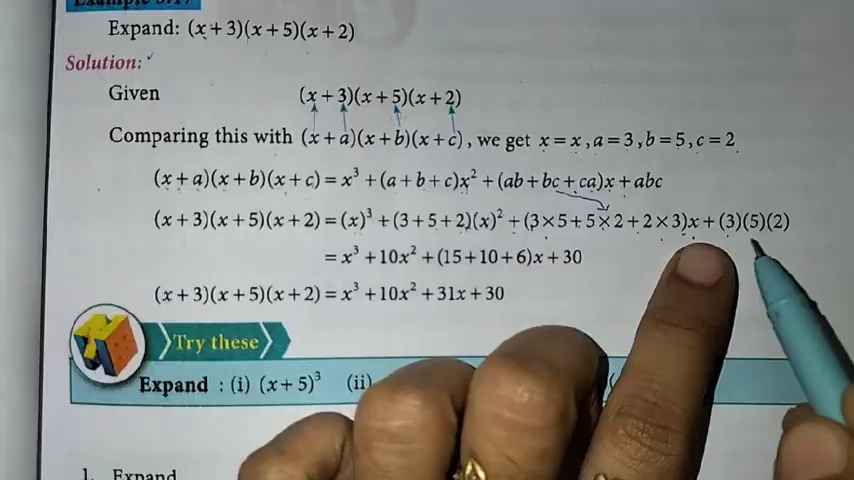 Expand: (x + 3)(x + 5)(x + 2)
Solution:
Given (x + 3)(x + 5)(x + 2)
Comparing this with (x + a)(x + b)(x + c), we get x = x, a = 3, b = 5, c = 2
(x + a)(x + b)(x + c) = x³ + (a + b + c)x² + (ab + bc + ca)x + abc
(x + 3)(x + 5)(x + 2) = (x)³ + (3 + 5 + 2)(x)² + (3 × 5 + 5 × 2 + 2 × 3)x + (3)(5)(2)
= x³ + 10x² + (15 + 10 + 6)x + 30
(x + 3)(x + 5)(x + 2) = x³ + 10x² + 31x + 30
Try these
Expand : (i) (x + 5)³ (ii)
1. Expand